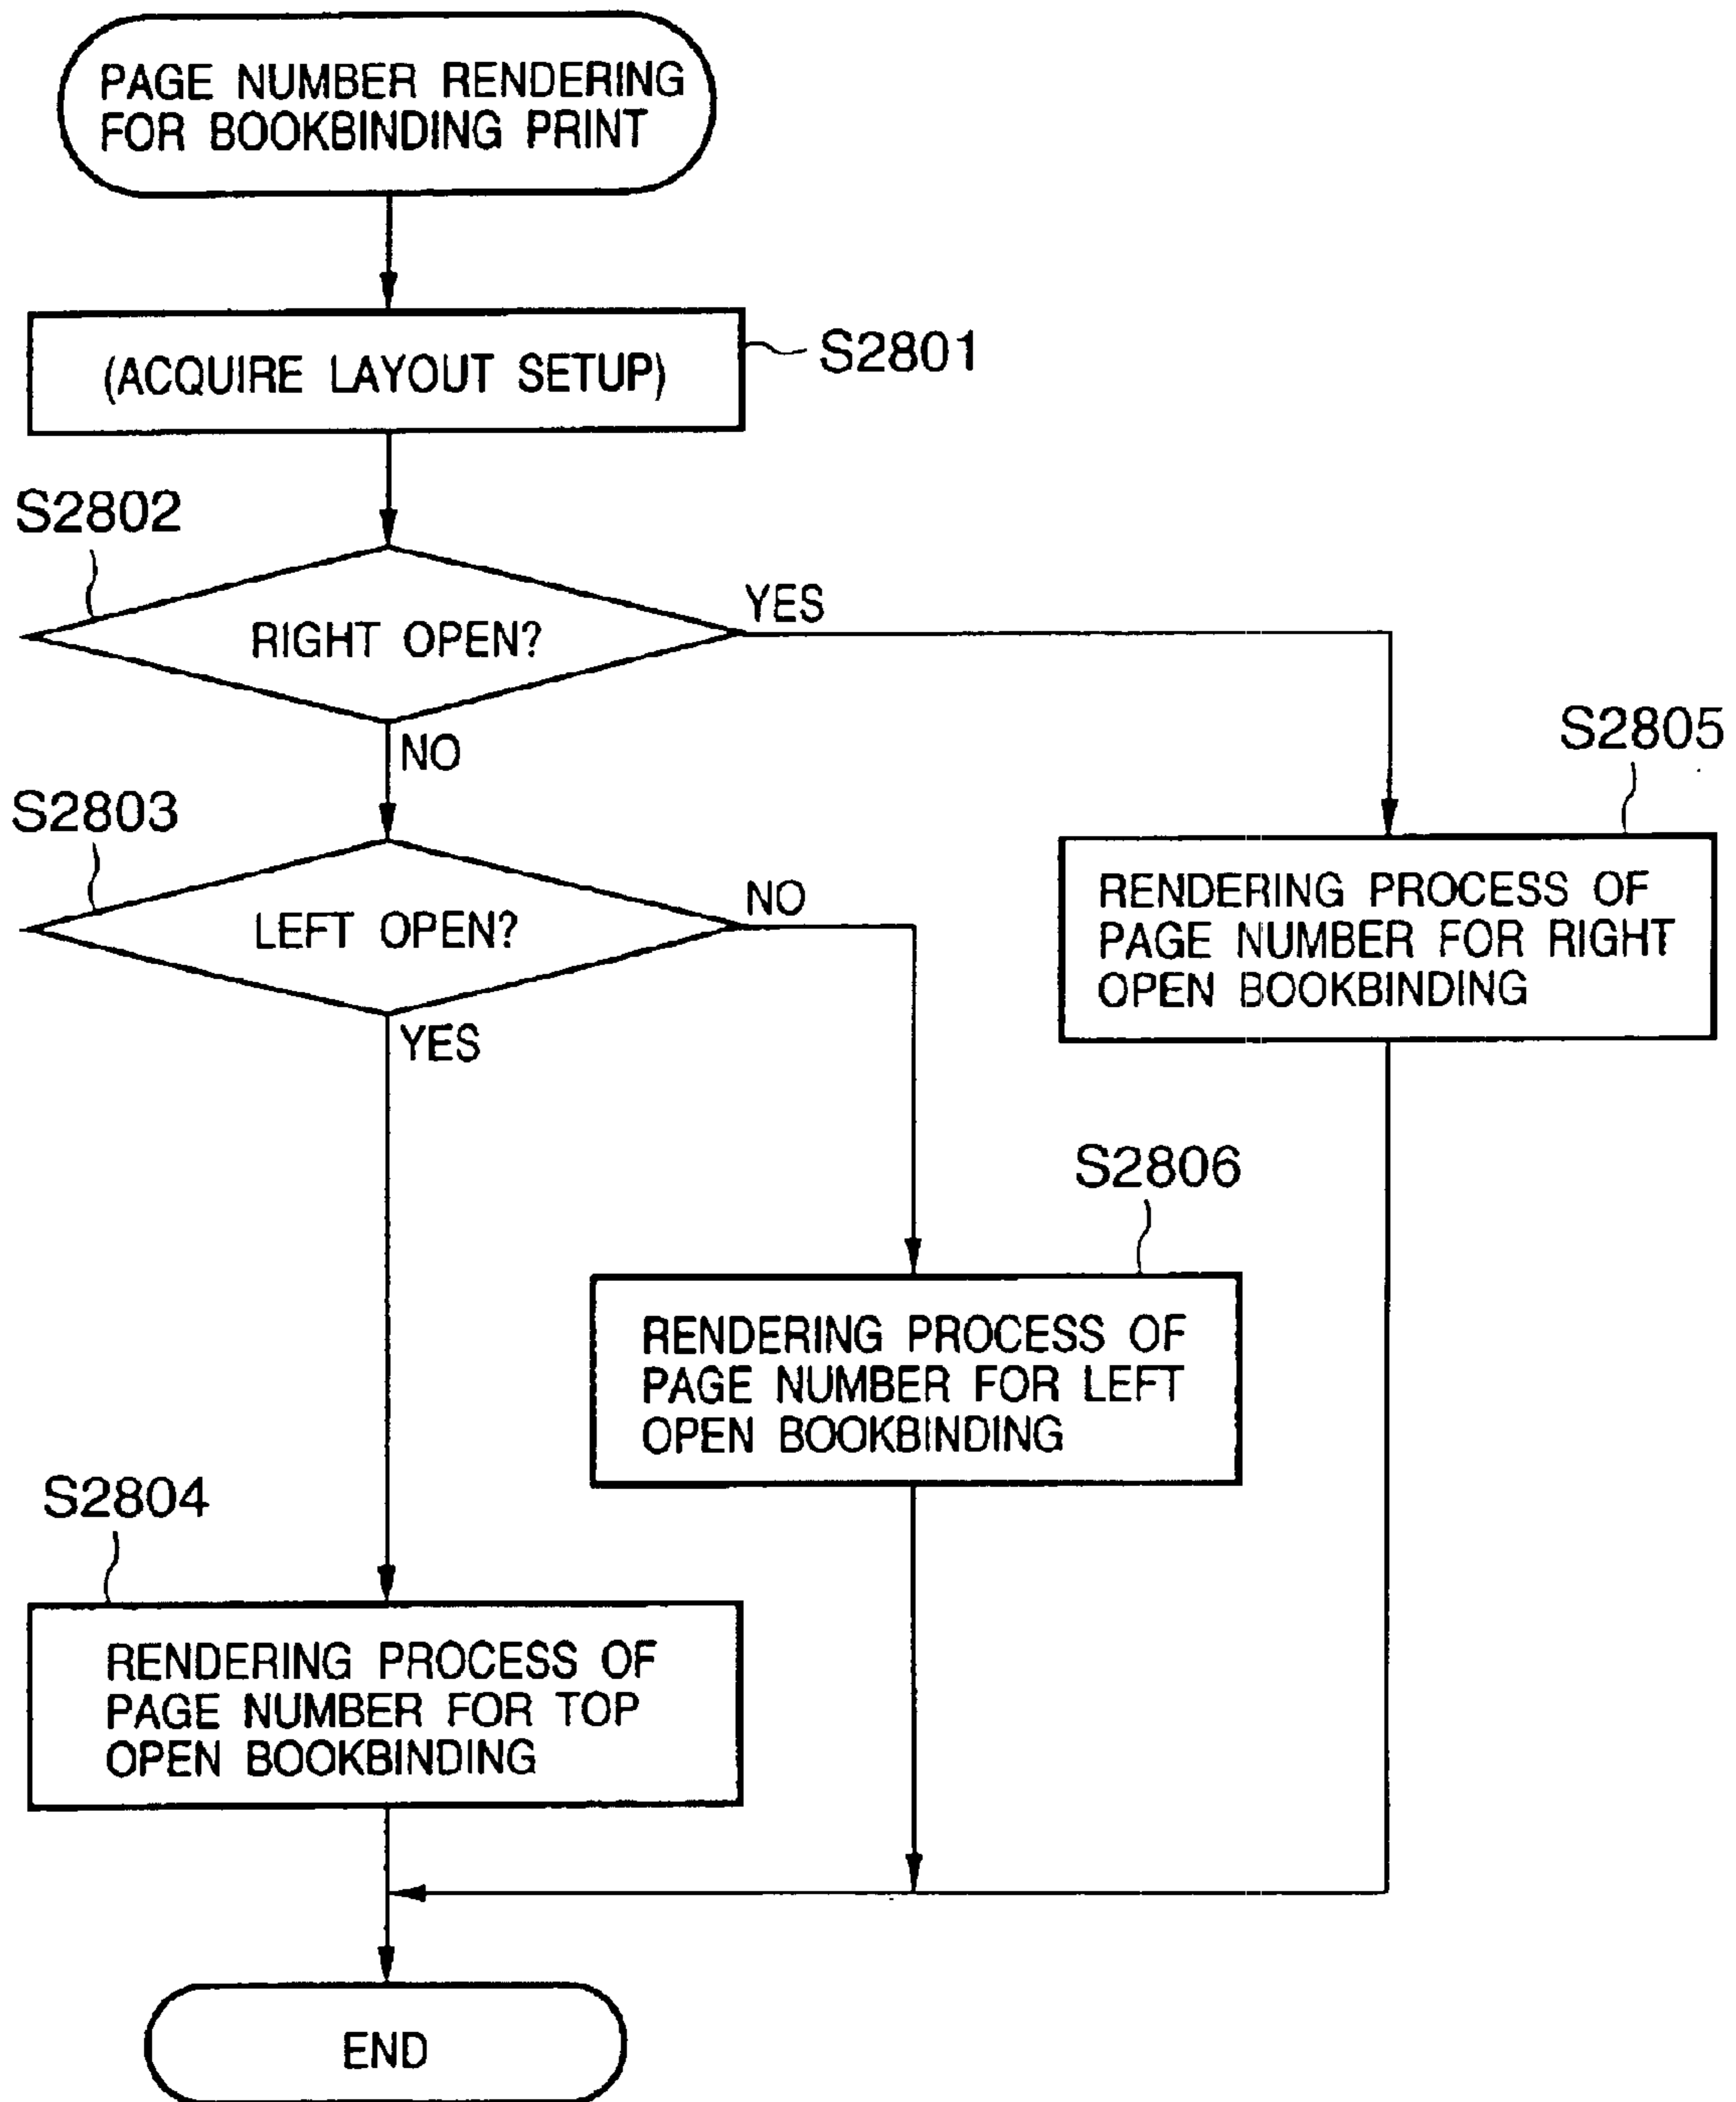 PAGE NUMBER RENDERING
FOR BOOKBINDING PRINT
(ACQUIRE LAYOUT SETUP)
S2801
S2802
RIGHT OPEN?
YES
NO
S2803
LEFT OPEN?
NO
YES
S2805
RENDERING PROCESS OF
PAGE NUMBER FOR RIGHT
OPEN BOOKBINDING
S2806
RENDERING PROCESS OF
PAGE NUMBER FOR LEFT
OPEN BOOKBINDING
S2804
RENDERING PROCESS OF
PAGE NUMBER FOR TOP
OPEN BOOKBINDING
END